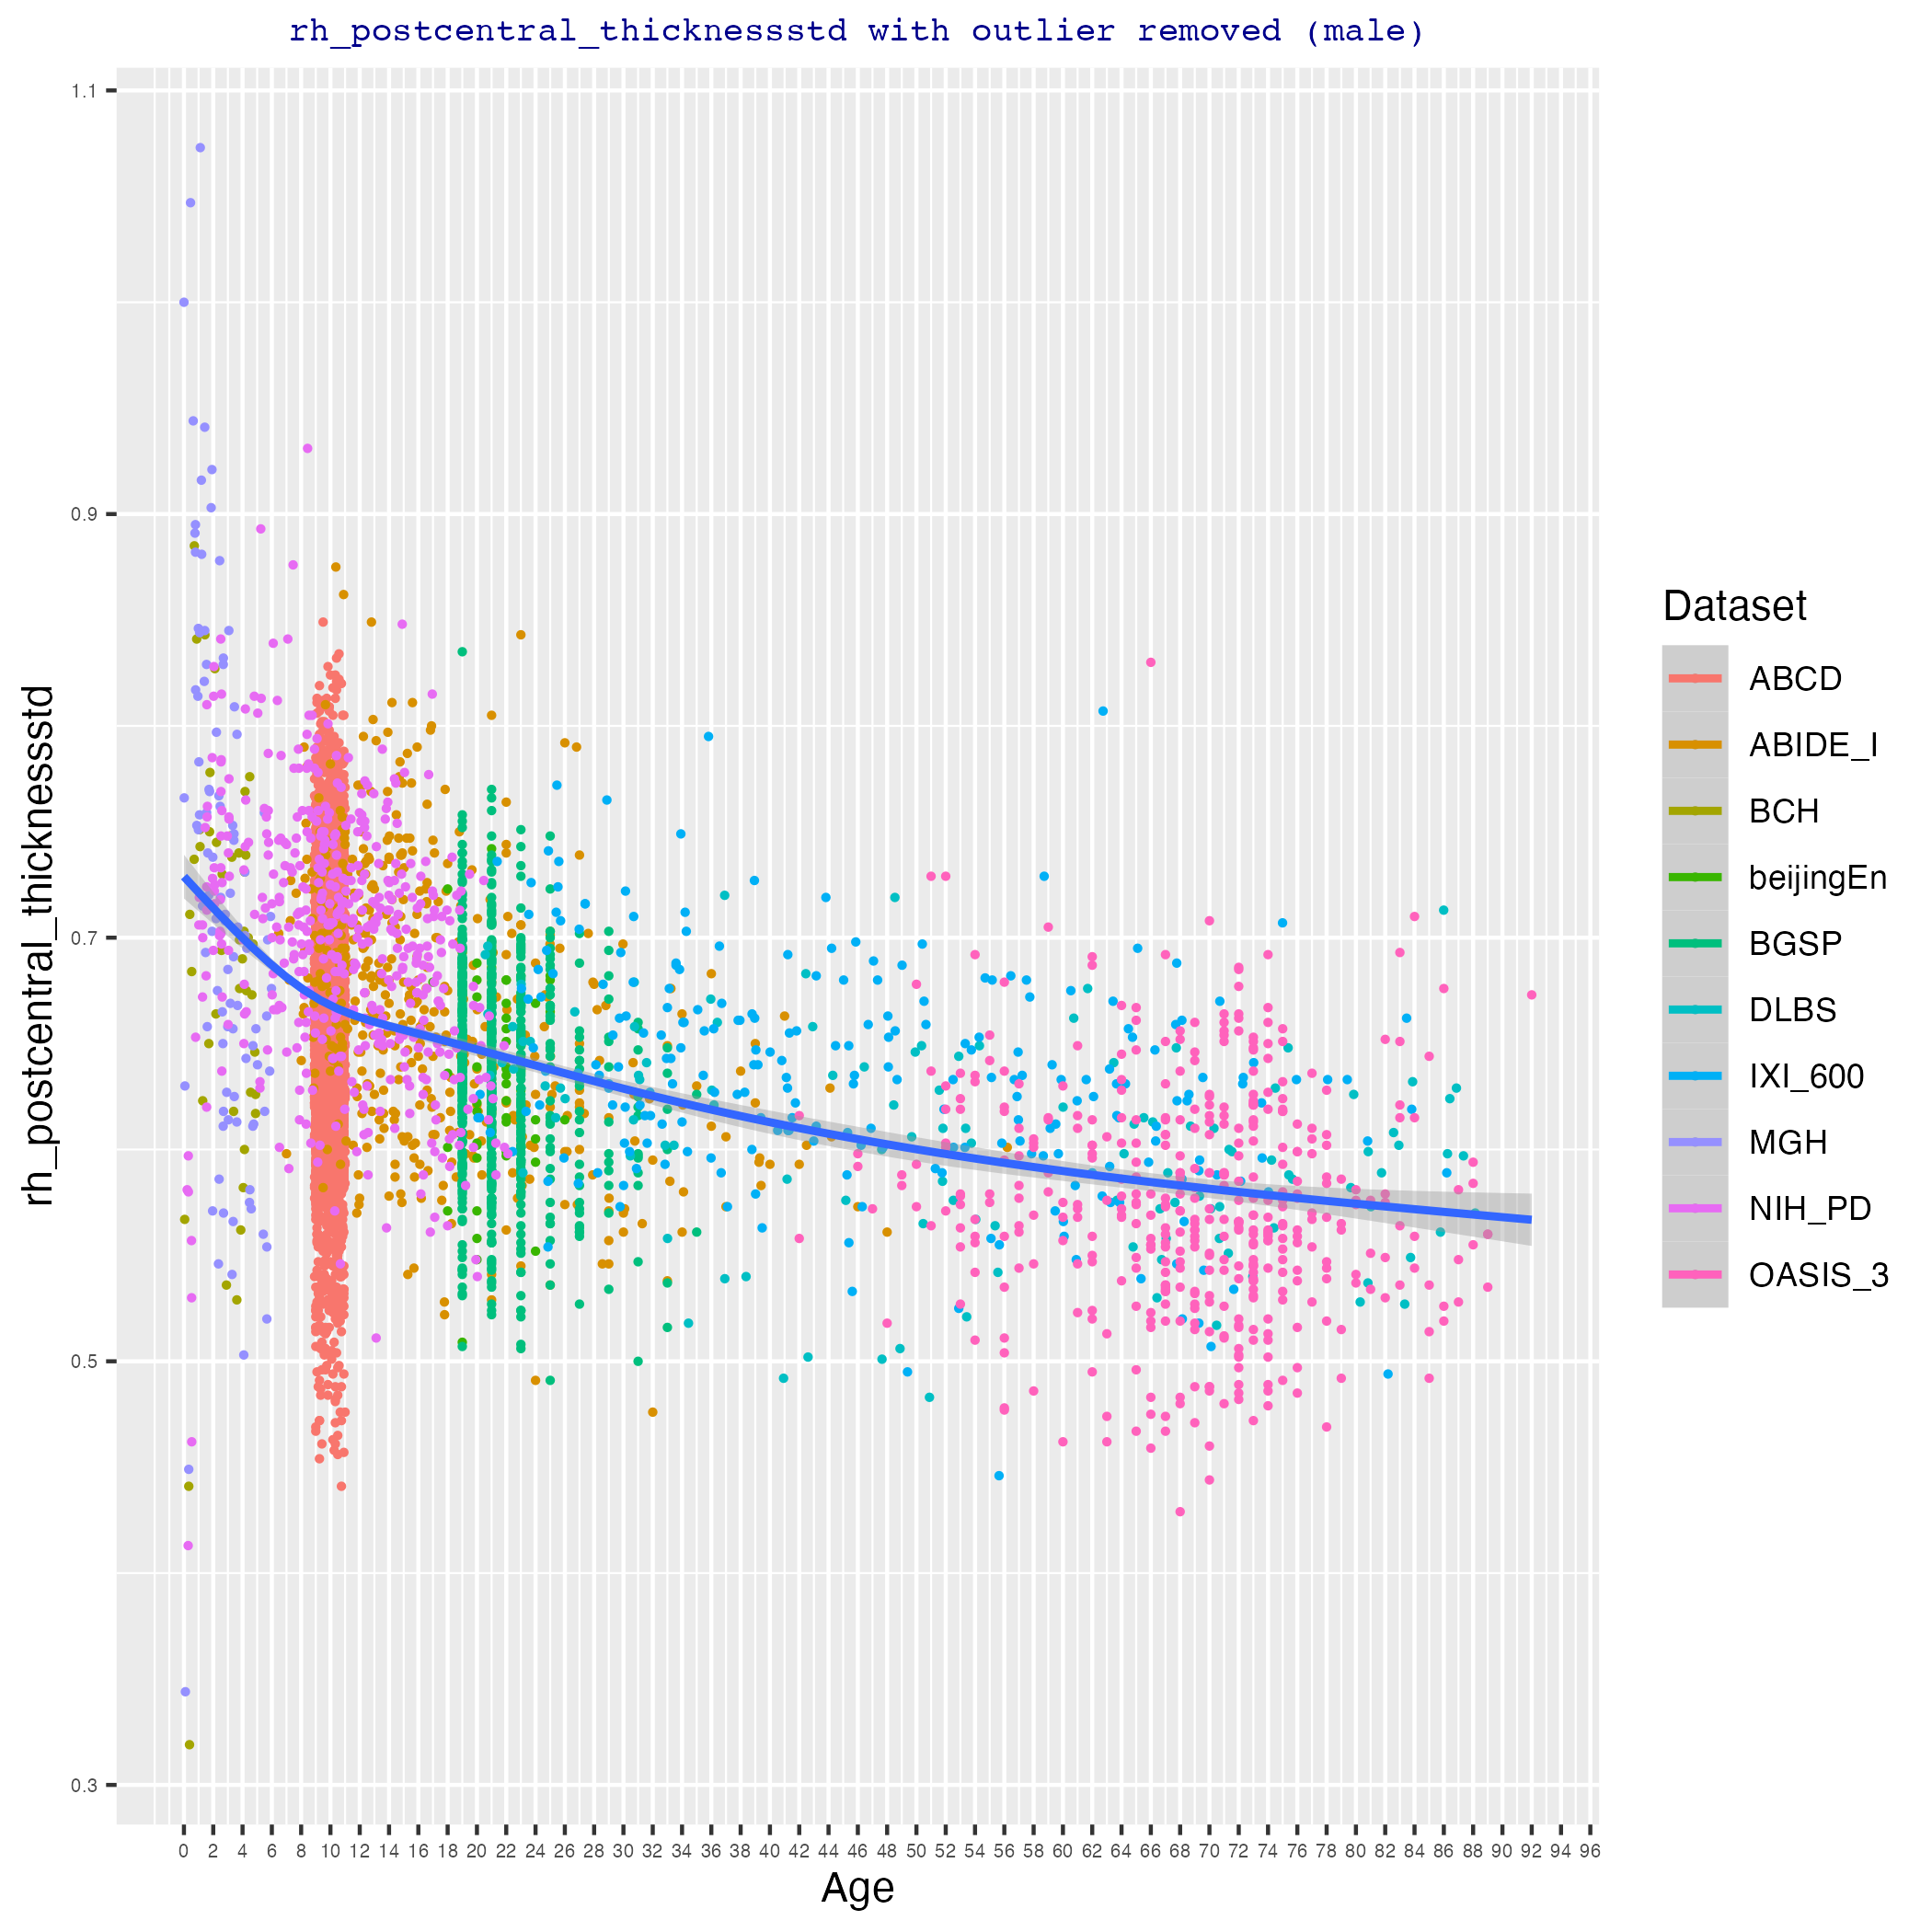 rh_postcentral_thicknessstd with outlier removed (male)
1.1
0.9
0.7
0.5
0.3
rh_postcentral_thicknessstd
0 2 4 6 8 10 12 14 16 18 20 22 24 26 28 30 32 34 36 38 40 42 44 46 48 50 52 54 56 58 60 62 64 66 68 70 72 74 76 78 80 82 84 86 88 90 92 94 96
Age
Dataset
ABCD
ABIDE_I
BCH
beijingEn
BGSP
DLBS
IXI_600
MGH
NIH_PD
OASIS_3